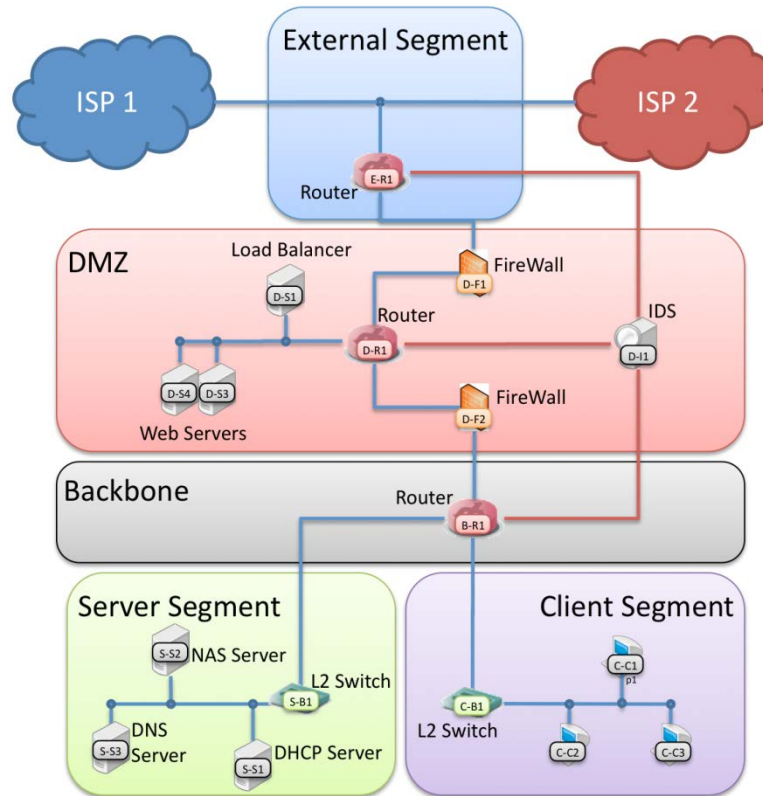 External Segment
ISP 1
ISP 2
E-R1
Router
DMZ
Load Balancer
FireWall
D-S1
D-F1
Router
IDS
D-R1
D-I1
D-S4
D-S3
FireWall
D-F2
Web Servers
Backbone
Router
B-R1
Server Segment
Client Segment
S-S2
NAS Server
C-C1
p1
L2 Switch
S-B1
C-B1
DNS
Server
S-S3
DHCP Server
S-S1
L2 Switch
C-C2
C-C3